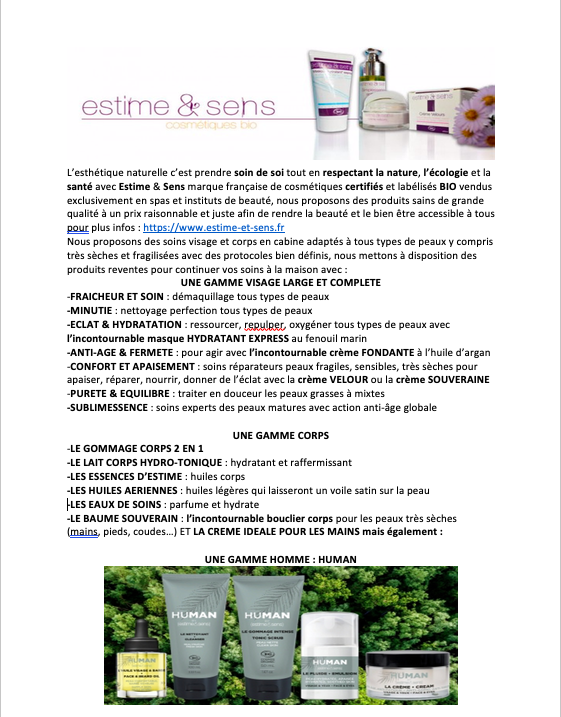 estime & sens
cosmétiques bio
L'esthétique naturelle c'est prendre soin de soi tout en respectant la nature, l'écologie et la
santé avec Estime & Sens marque française de cosmétiques certifiés et labélisés BIO vendus
exclusivement en spas et instituts de beauté, nous proposons des produits sains de grande
qualité à un prix raisonnable et juste afin de rendre la beauté et le bien être accessible à tous
pour plus infos : https://www.estime-et-sens.fr
Nous proposons des soins visage et corps en cabine adaptés à tous types de peaux y compris
très sèches et fragilisées avec des protocoles bien définis, nous mettons à disposition des
produits reventes pour continuer vos soins à la maison avec :
UNE GAMME VISAGE LARGE ET COMPLETE
-FRAICHEUR ET SOIN : démaquillage tous types de peaux
-MINUTIE : nettoyage perfection tous types de peaux
-ECLAT & HYDRATATION : ressourcer, repulper, oxygéner tous types de peaux avec
l'incontournable masque HYDRATANT EXPRESS au fenouil marin
-ANTI-AGE & FERMETE : pour agir avec l'incontournable crème FONDANTE à l'huile d'argan
-CONFORT ET APAISEMENT : soins réparateurs peaux fragiles, sensibles, très sèches pour
apaiser, réparer, nourrir, donner de l'éclat avec la crème VELOUR ou la crème SOUVERAINE
-PURETE & EQUILIBRE : traiter en douceur les peaux grasses à mixtes
-SUBLIMESSENCE : soins experts des peaux matures avec action anti-âge globale
UNE GAMME CORPS
-LE GOMMAGE CORPS 2 EN 1
-LE LAIT CORPS HYDRO-TONIQUE : hydratant et raffermissant
-LES ESSENCES D'ESTIME : huiles corps
-LES HUILES AERIENNES : huiles légères qui laisseront un voile satin sur la peau
-LES EAUX DE SOINS : parfume et hydrate
-LE BAUME SOUVERAIN : l'incontournable bouclier corps pour les peaux très sèches
(mains, pieds, coudes...) ET LA CREME IDEALE POUR LES MAINS mais également :
UNE GAMME HOMME : HUMAN
HUMAN
HUMAN
LE NETTOYANT
CLEANSER
HUMAN
LE GOMMAGE INTENSE
TONIC SCRUB
HUMAN
LE FLUIDE • EMULSION
HUMAN
LA CRÈME • CREAM